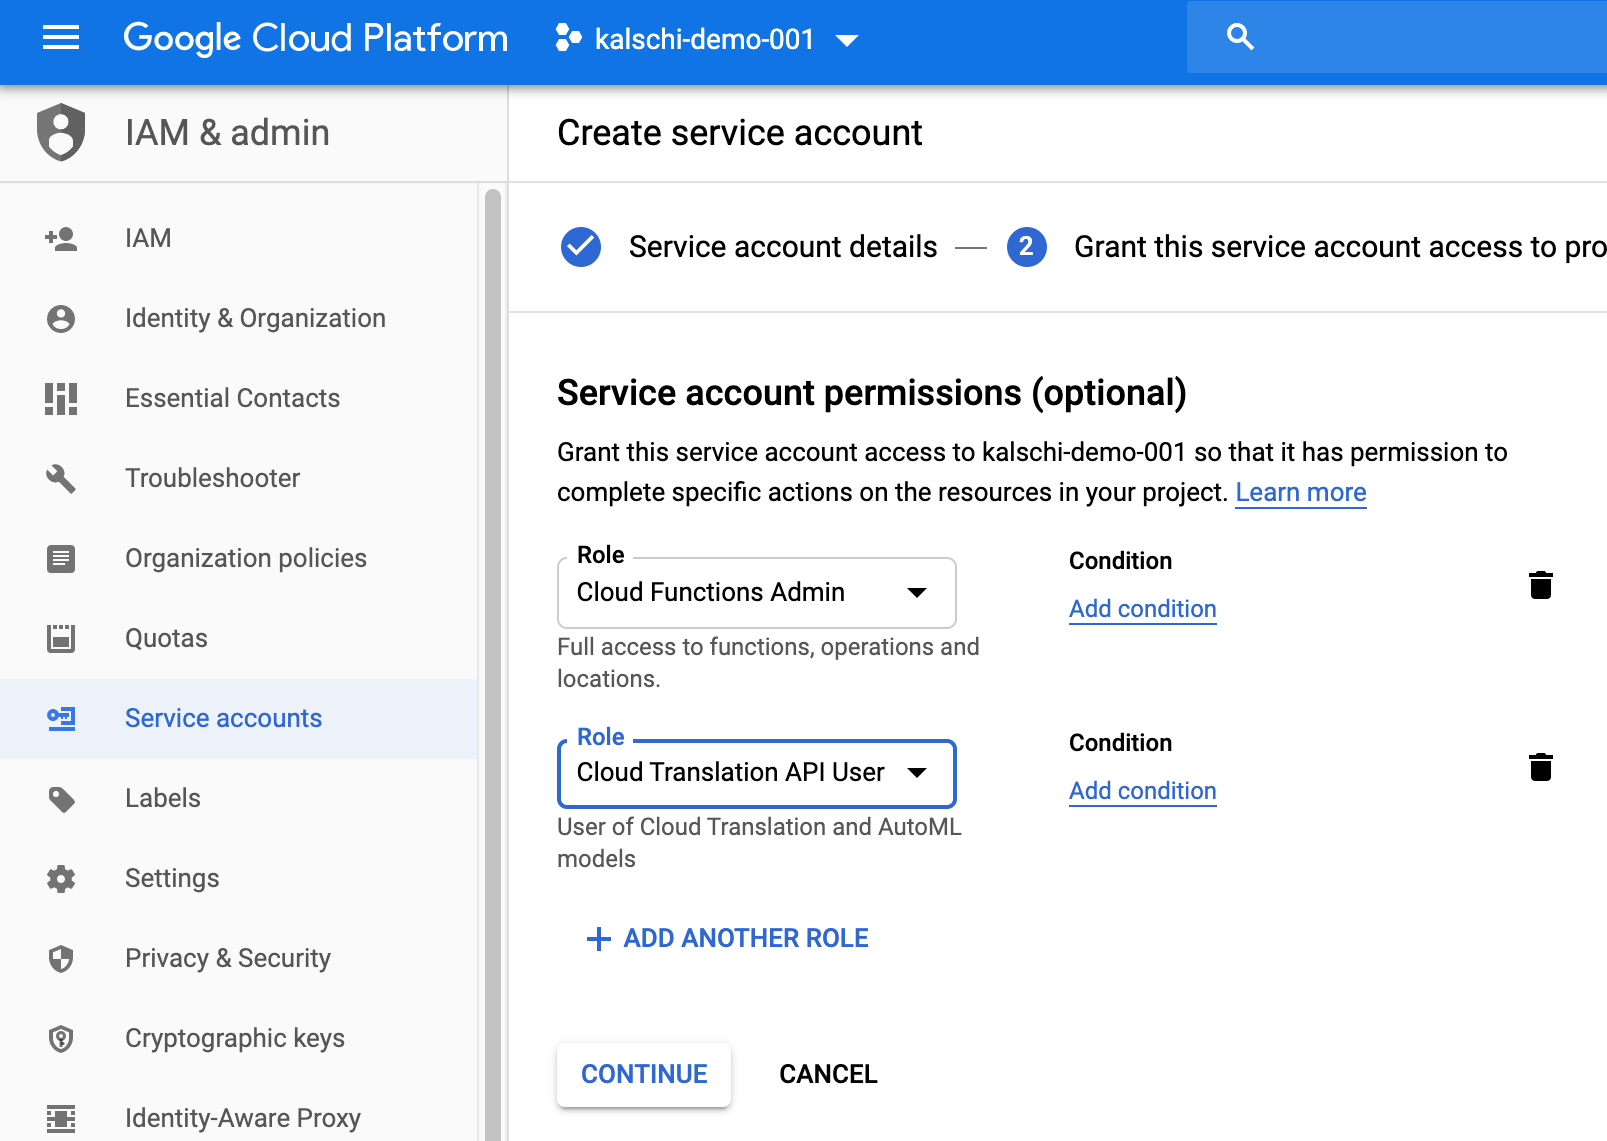 Google Cloud Platform
kalschi-demo-001
IAM & admin
IAM
Identity & Organization
Essential Contacts
Troubleshooter
Organization policies
Quotas
Service accounts
Labels
Settings
Privacy & Security
Cryptographic keys
Identity-Aware Proxy
Create service account
Service account details
2 Grant this service account access to pro
Service account permissions (optional)
Grant this service account access to kalschi-demo-001 so that it has permission to
complete specific actions on the resources in your project. Learn more
Role
Cloud Functions Admin
Full access to functions, operations and
locations.
Condition
Add condition
Role
Cloud Translation API User
User of Cloud Translation and AutoML
models
Condition
Add condition
ADD ANOTHER ROLE
CONTINUE
CANCEL